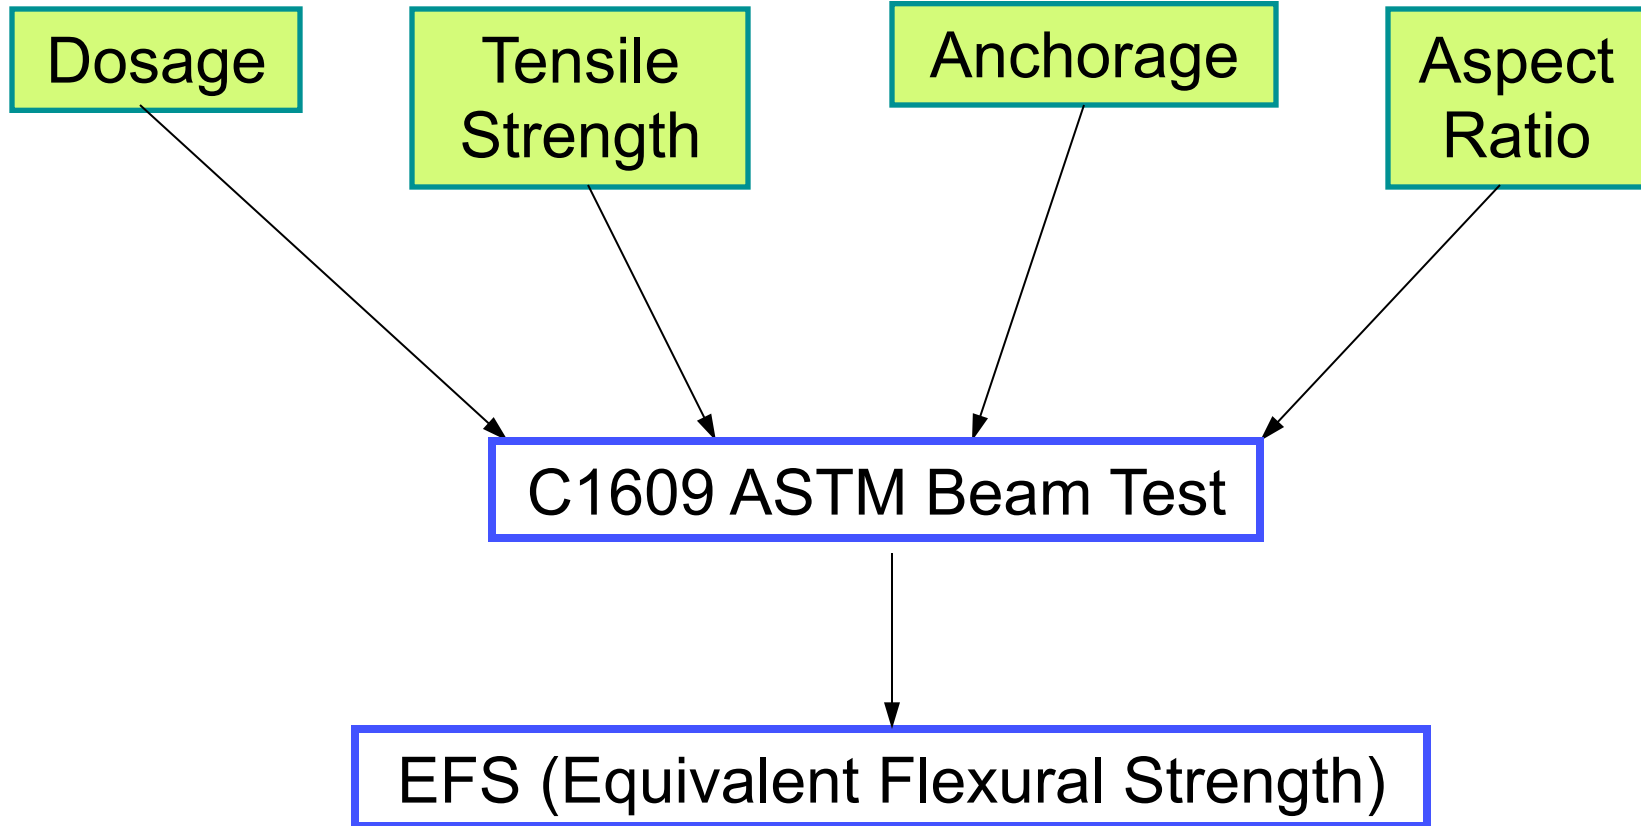 Dosage
Tensile
Strength
Anchorage
Aspect
Ratio
C1609 ASTM Beam Test
EFS (Equivalent Flexural Strength)